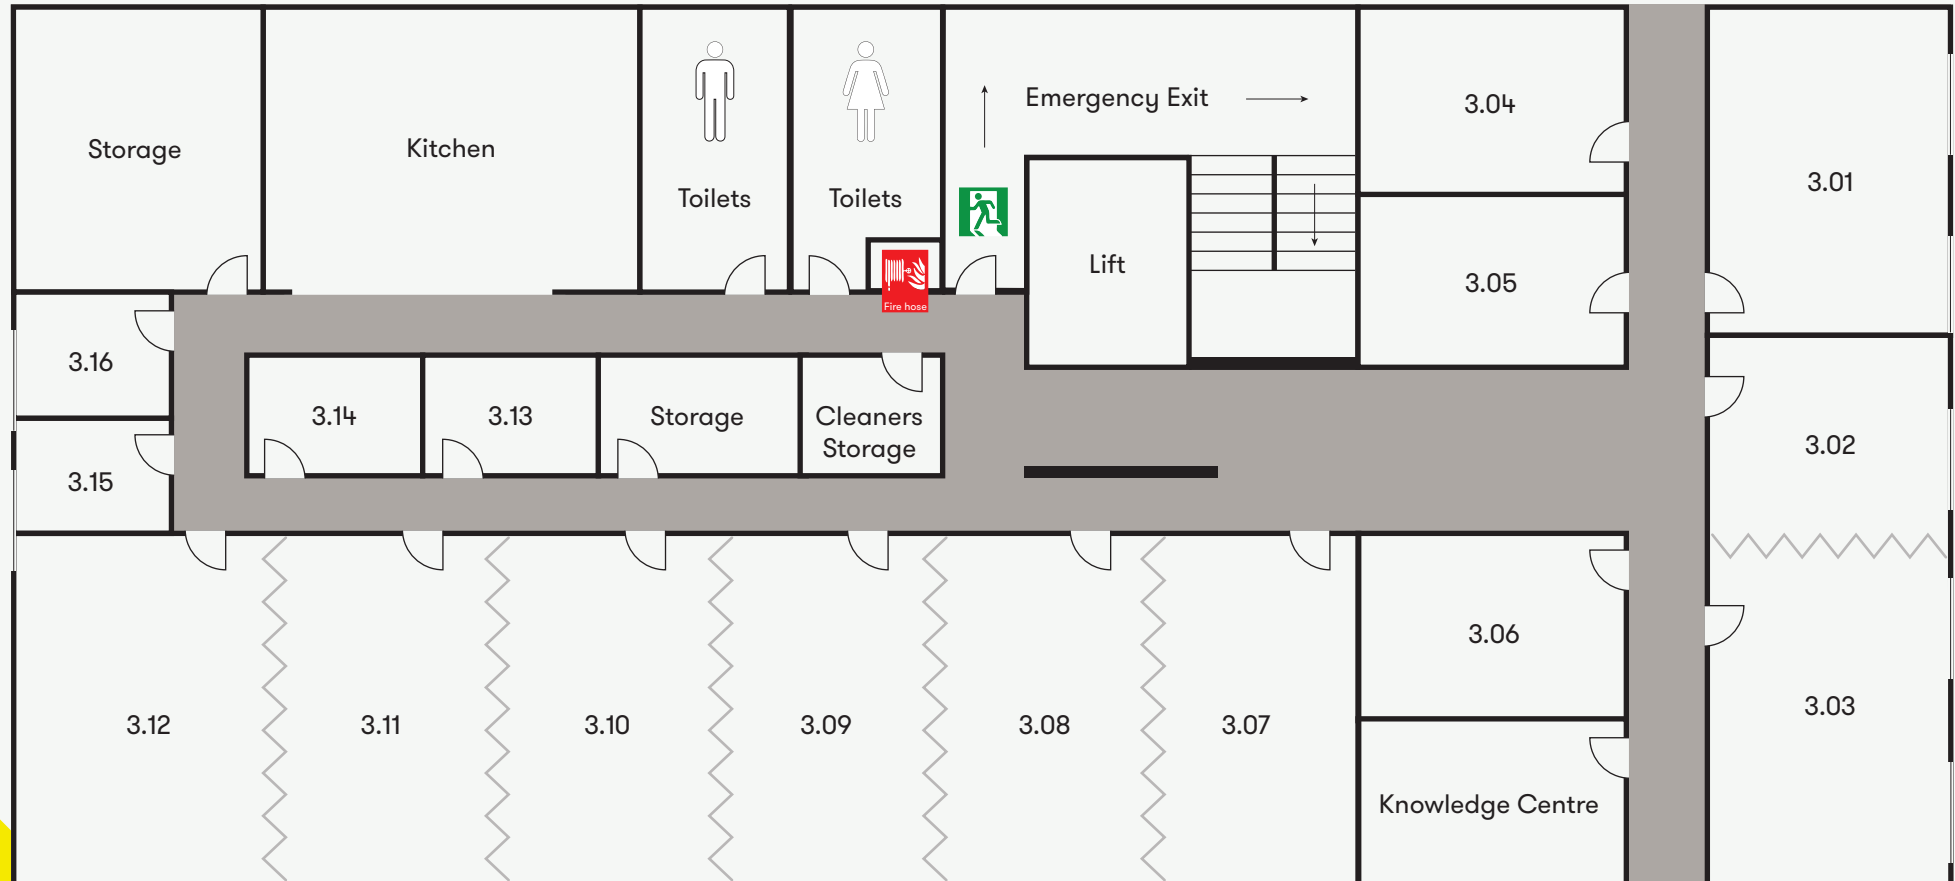 Emergency Exit
3.04
Storage
Kitchen
3.01
Toilets
Toilets
Lift
3.05
Fire hose
3.16
3.14
3.13
Storage
Cleaners
Storage
3.02
3.15
3.06
3.03
3.12
3.11
3.10
3.09
3.08
3.07
Knowledge Centre